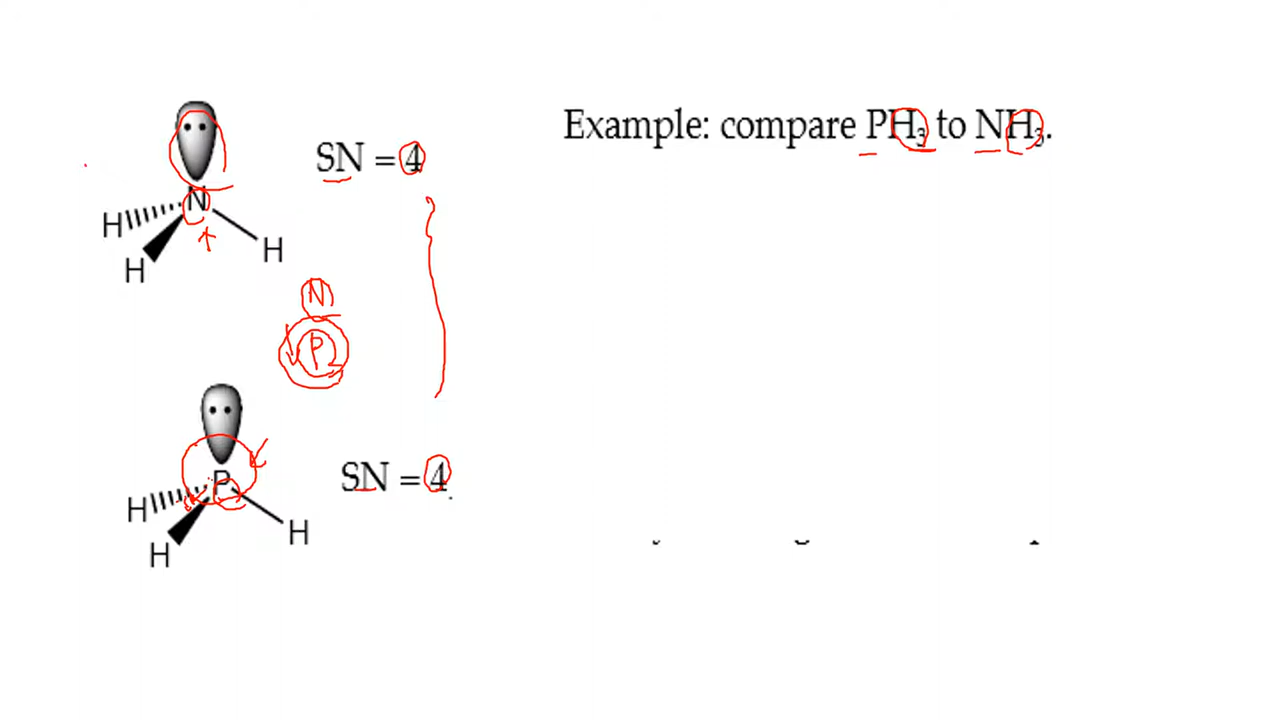 Example: compare PH₃ to NH₃.
SN = 4
N
H
H
H
N
P
SN = 4
P
H
H
H